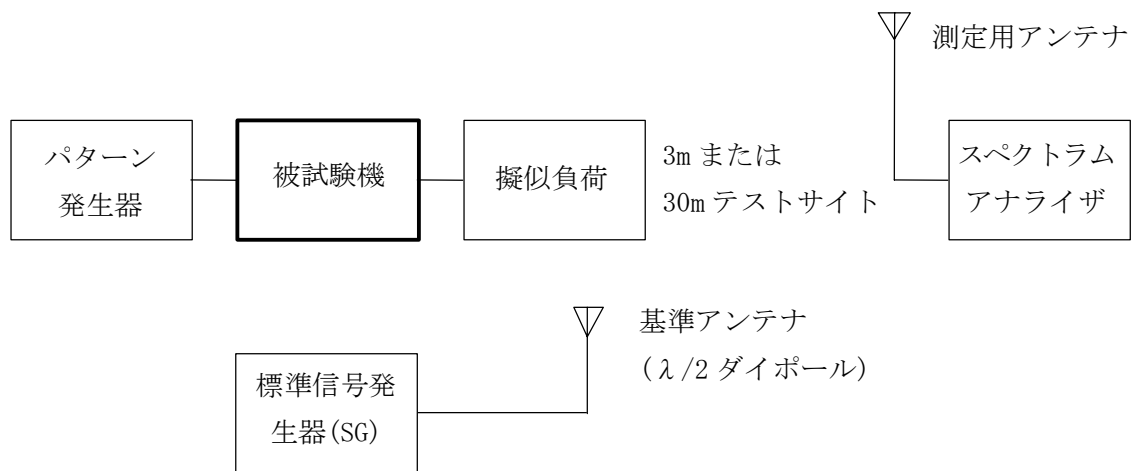 測定用アンテナ
パターン
発生器
被試験機
擬似負荷
3m または
30m テストサイト
スペクトラム
アナライザ
標準信号発
生器(SG)
基準アンテナ
(λ/2 ダイポール)